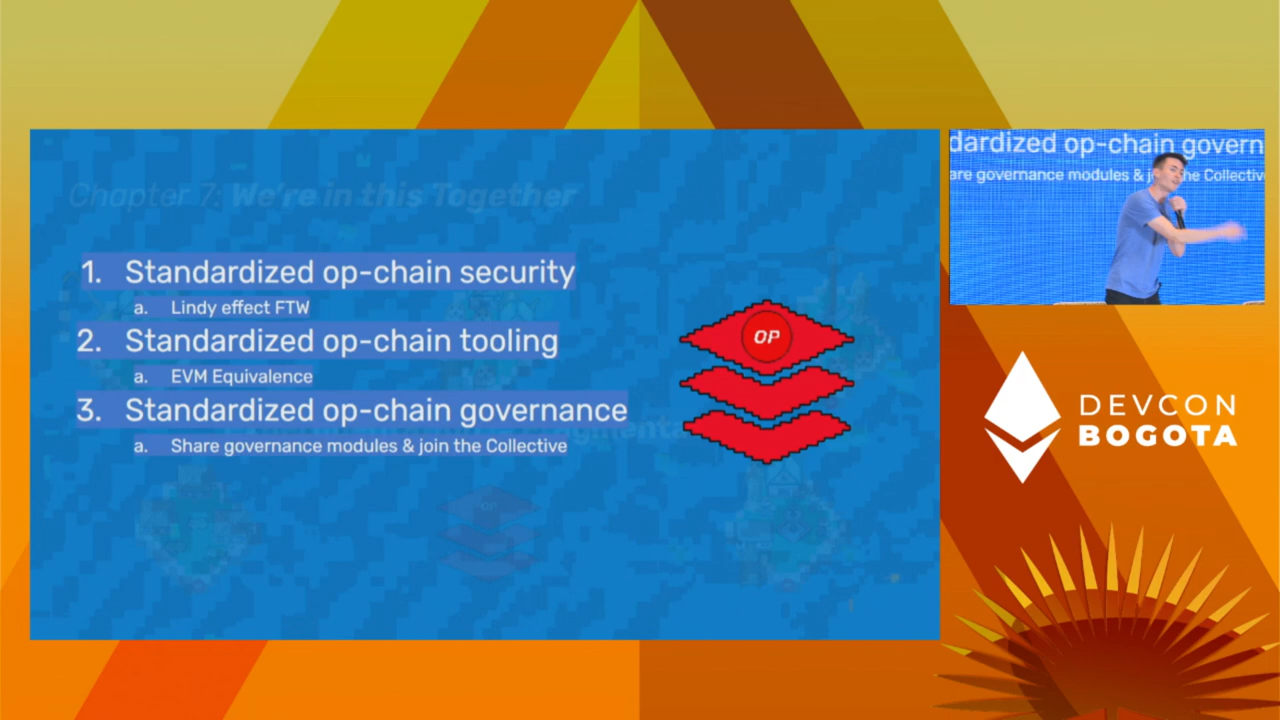 Chapter 7: We're in this Together
1. Standardized op-chain security
a. Lindy effect FTW
2. Standardized op-chain tooling
a. EVM Equivalence
3. Standardized op-chain governance
a. Share governance modules & join the Collective
OP
dardized op-chain govern
are governance modules & j the Collective
DEVCON
BOGOTA